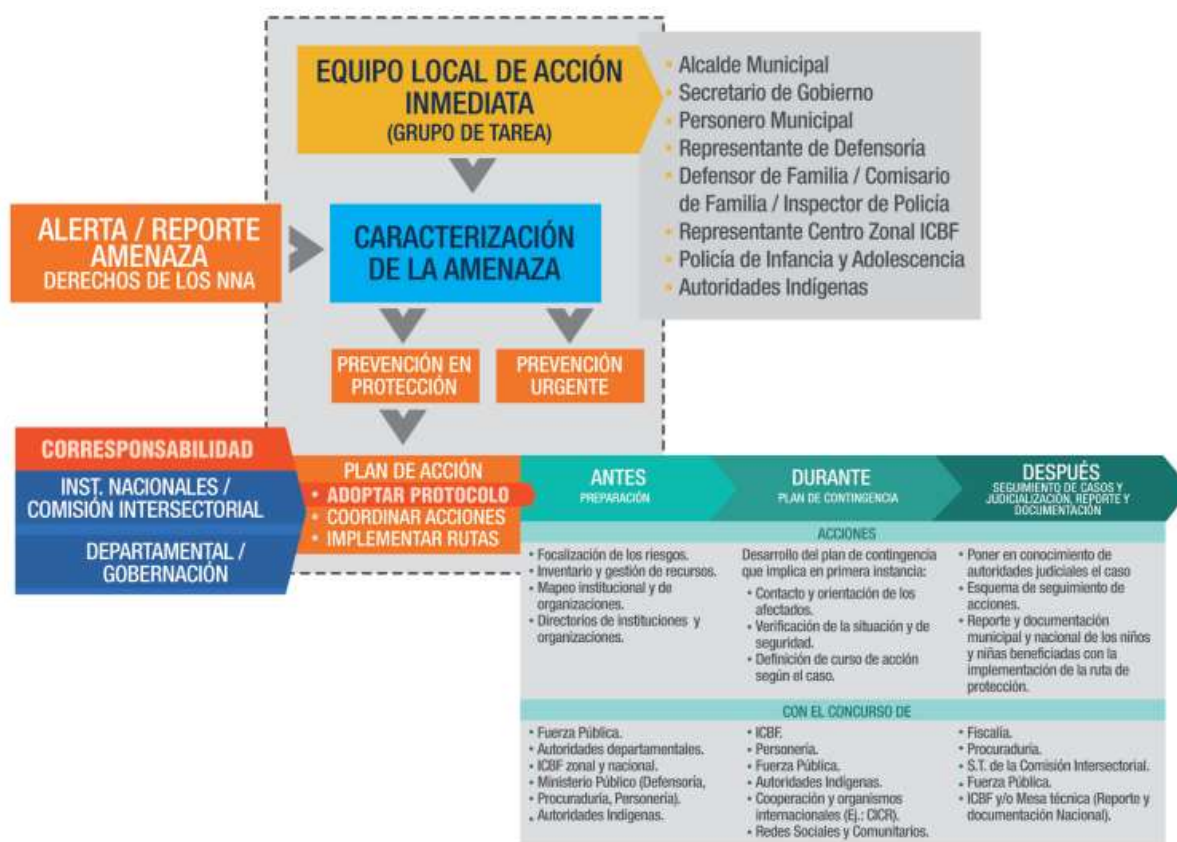 EQUIPO LOCAL DE ACCIÓN
INMEDIATA
(GRUPO DE TAREA)
• Alcalde Municipal
• Secretario de Gobierno
• Personero Municipal
• Representante de Defensoría
• Defensor de Familia / Comisario
de Familia / Inspector de Policía
• Representante Centro Zonal ICBF
• Policía de Infancia y Adolescencia
• Autoridades Indígenas
ALERTA / REPORTE
AMENAZA
DERECHOS DE LOS NNA
CARACTERIZACIÓN
DE LA AMENAZA
PREVENCIÓN EN
PROTECCIÓN
PREVENCIÓN
URGENTE
CORRESPONSABILIDAD
INST. NACIONALES /
COMISIÓN INTERSECTORIAL
DEPARTAMENTAL /
GOBERNACIÓN
PLAN DE ACCIÓN
• ADOPTAR PROTOCOLO
• COORDINAR ACCIONES
• IMPLEMENTAR RUTAS
ANTES
PREPARACIÓN
DURANTE
PLAN DE CONTINGENCIA
DESPUÉS
SEGUIMIENTO DE CASOS Y
JUDICIALIZACIÓN, REPORTE Y
DOCUMENTACIÓN
ACCIONES
• Focalización de los riesgos.
• Inventario y gestión de recursos.
• Mapeo institucional y de
organizaciones.
• Directorios de instituciones y
organizaciones.
Desarrollo del plan de contingencia
que implica en primera instancia:
• Contacto y orientación de los
afectados.
• Verificación de la situación y de
seguridad.
• Definición de curso de acción
según el caso.
• Poner en conocimiento de
autoridades judiciales el caso
• Esquema de seguimiento de
acciones.
• Reporte y documentación
municipal y nacional de los niños
y niñas beneficiadas con la
implementación de la ruta de
protección.
CON EL CONCURSO DE
• Fuerza Pública.
• Autoridades departamentales.
• ICBF zonal y nacional.
• Ministerio Público (Defensoría,
• Procuraduría, Personería).
• Autoridades Indígenas.
• ICBF.
• Personería.
• Fuerza Pública.
• Autoridades Indígenas.
• Cooperación y organismos
internacionales (Ej.: CICR).
• Redes Sociales y Comunitarios.
• Fiscalía.
• Procuraduría.
• S.T. de la Comisión Intersectorial.
• Fuerza Pública.
• ICBF y/o Mesa técnica (Reporte y
documentación Nacional).